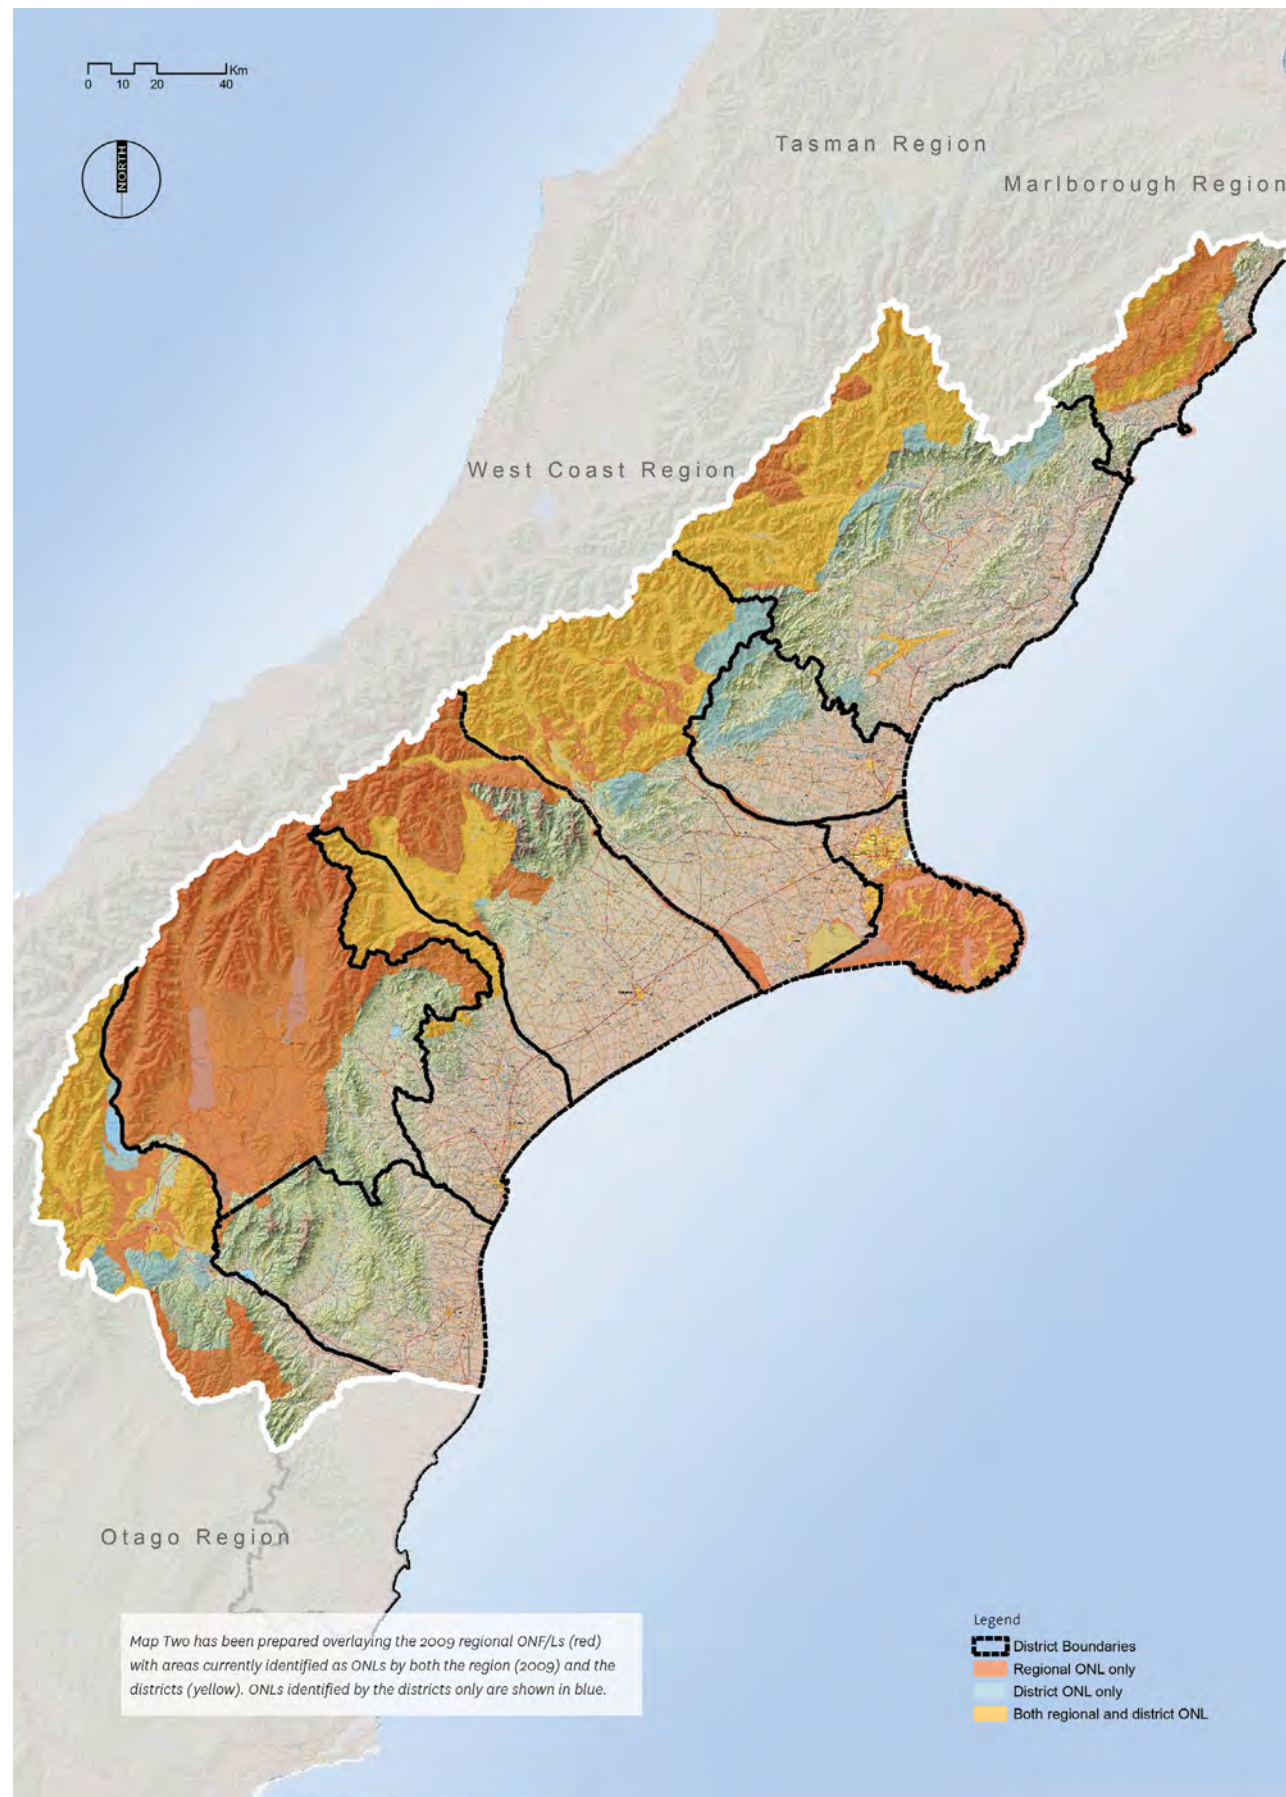 Km
0 10 20 40
NORTH
Tasman Region
Marlborough Region
West Coast Region
Otago Region
Map Two has been prepared overlaying the 2009 regional ONF/Ls (red)
with areas currently identified as ONLs by both the region (2009) and the
districts (yellow). ONLs identified by the districts only are shown in blue.
Legend
District Boundaries
Regional ONL only
District ONL only
Both regional and district ONL